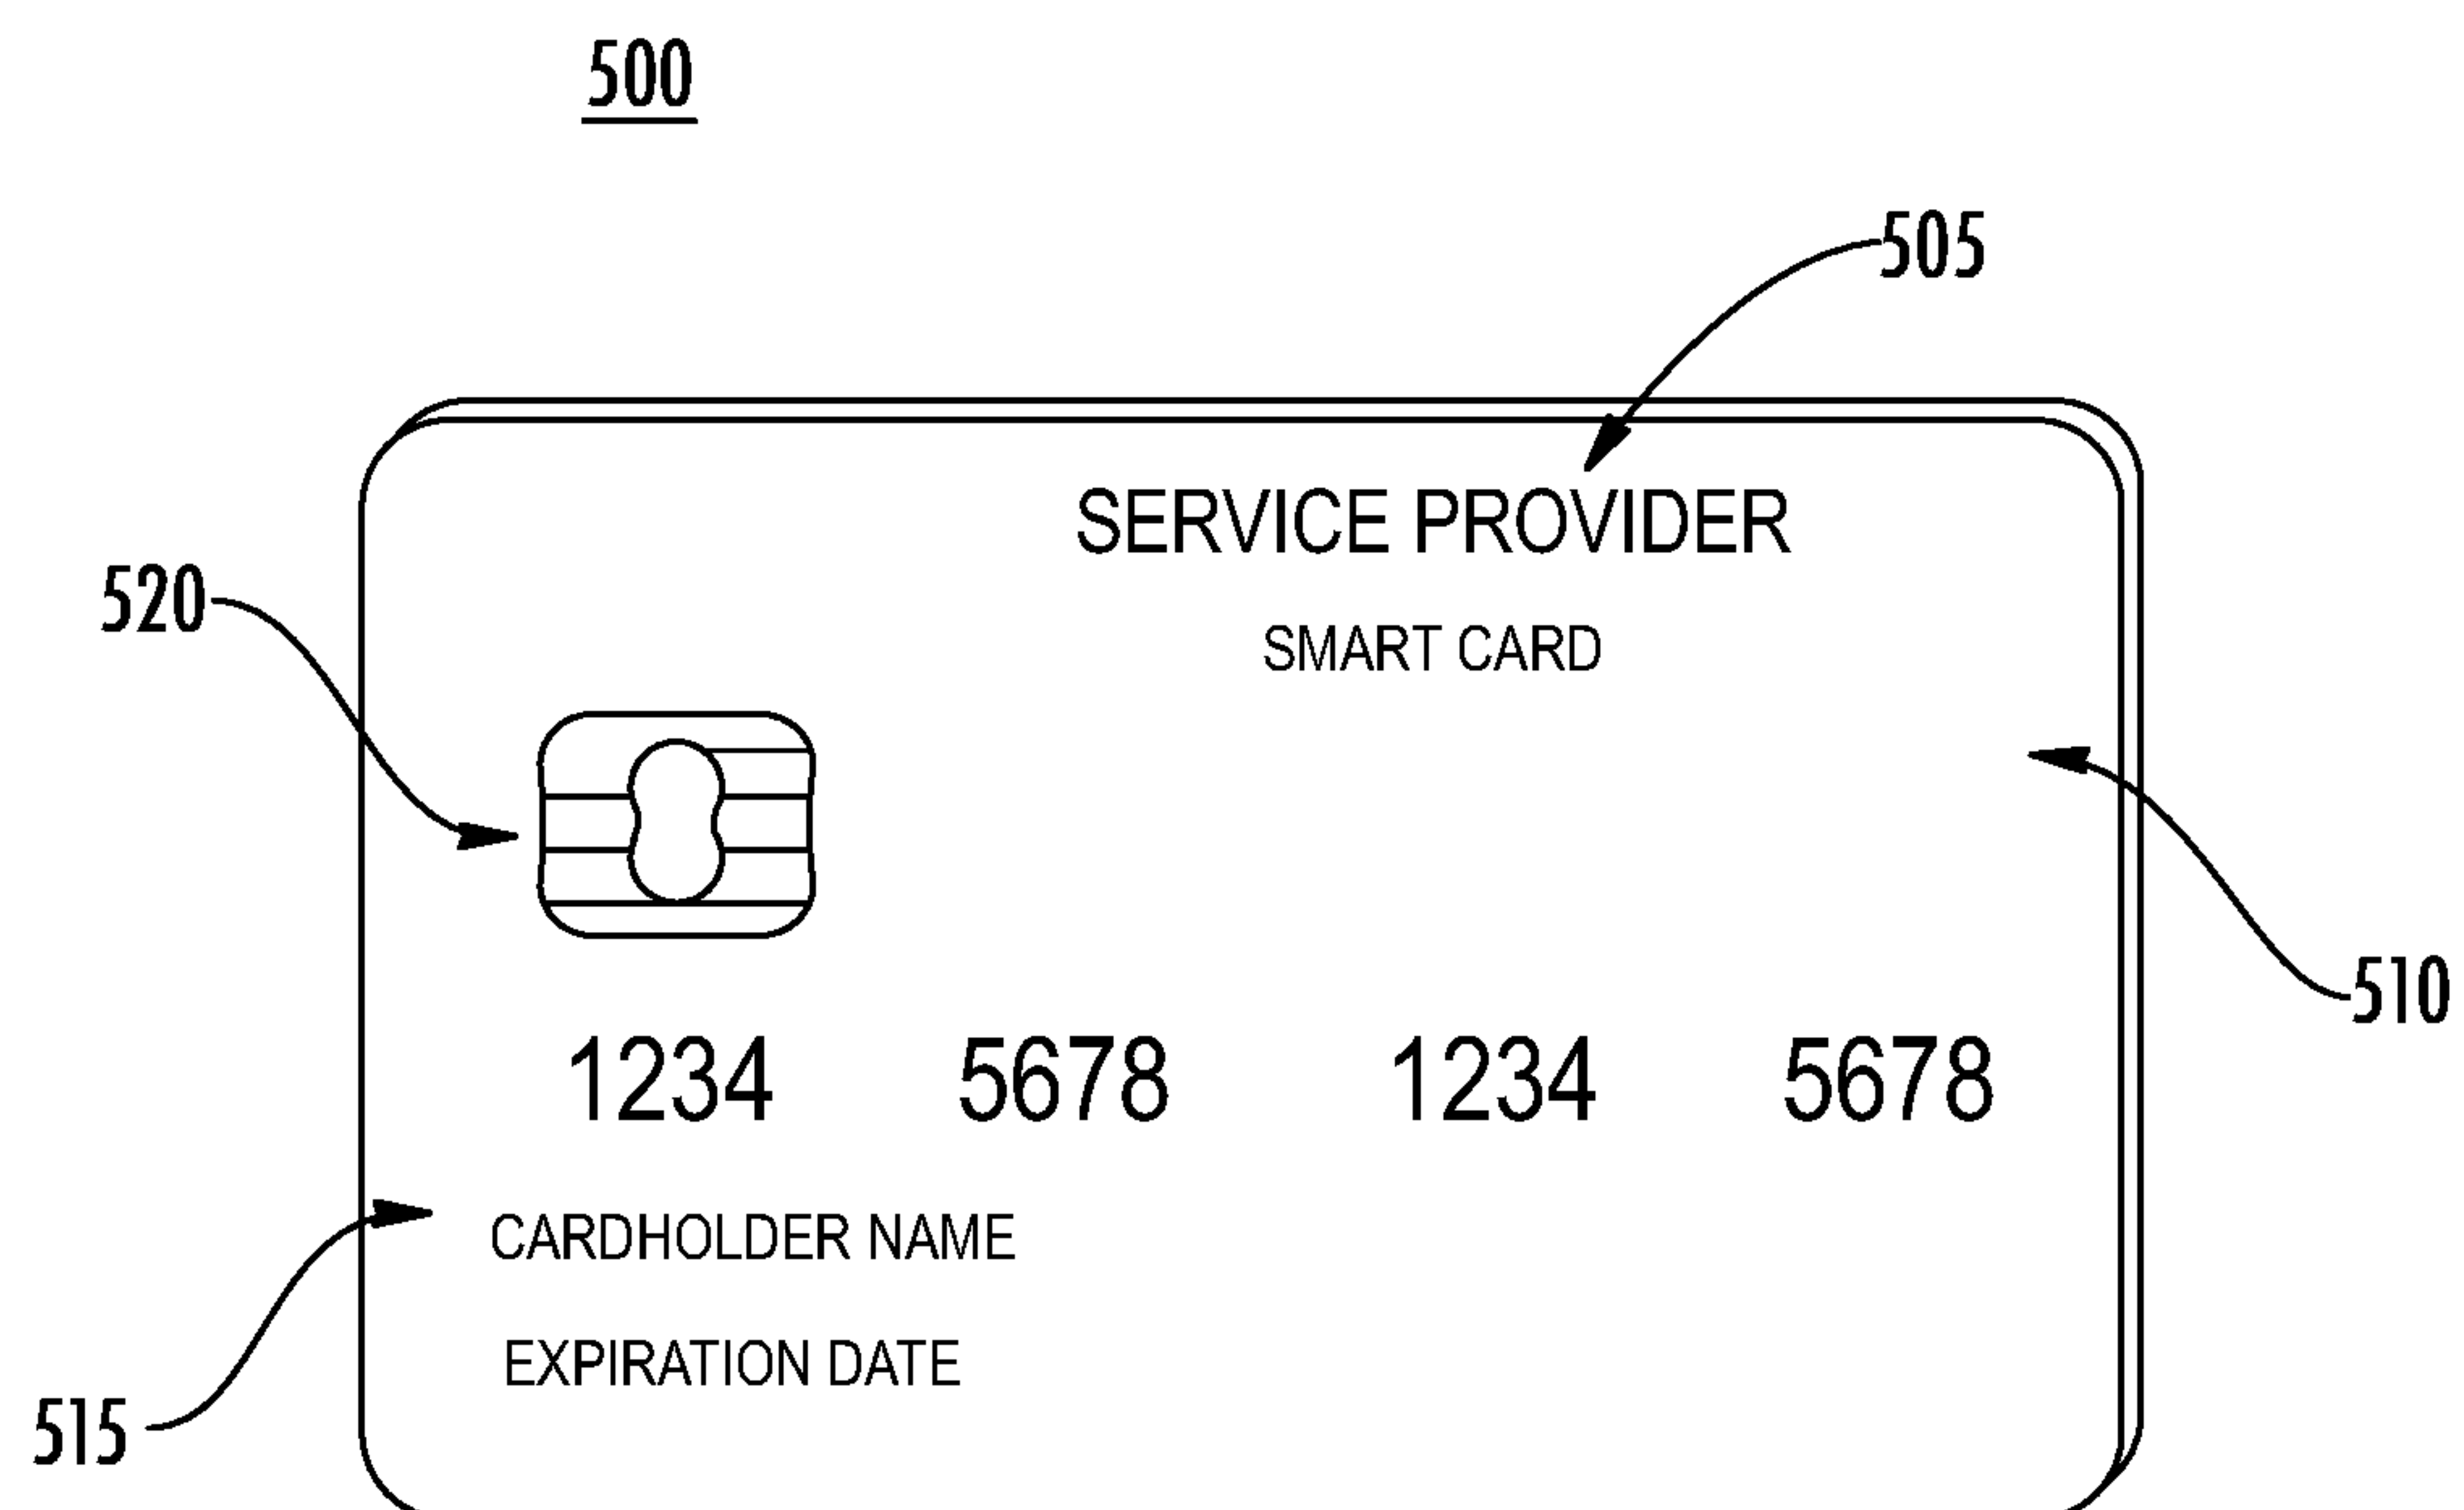 500
505
SERVICE PROVIDER
520
SMART CARD
510
1234 5678 1234 5678
CARDHOLDER NAME
EXPIRATION DATE
515